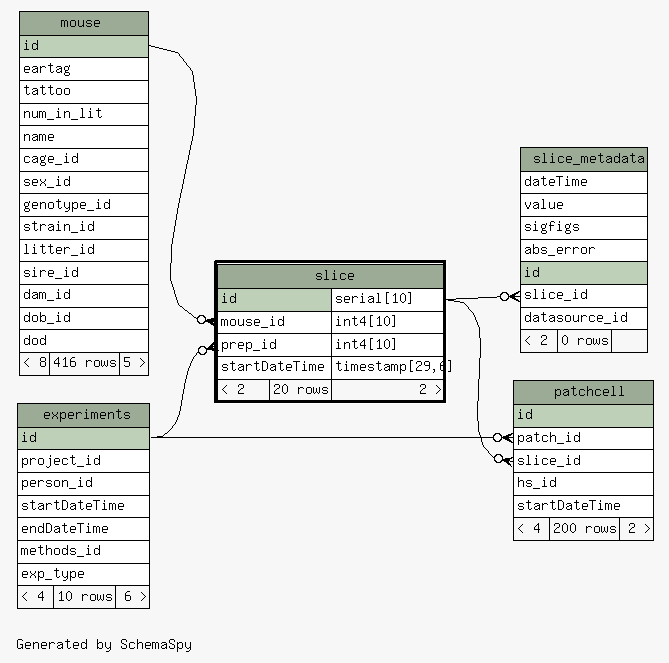 mouse
id
eartag
tattoo
num_in_lit
name
cage_id
sex_id
genotype_id
strain_id
litter_id
sire_id
dam_id
dob_id
dod
< 8 416 rows 5 >
experiments
id
project_id
person_id
startDateTime
endDateTime
methods_id
exp_type
< 4 10 rows 6 >
slice
id serial[10]
mouse_id int4[10]
prep_id int4[10]
startDateTime timestamp[29,6]
< 2 20 rows 2 >
slice_metadata
dateTime
value
sigfigs
abs_error
id
slice_id
datasource_id
< 2 0 rows
patchcell
id
patch_id
slice_id
hs_id
startDateTime
< 4 200 rows 2 >
Generated by SchemaSpy